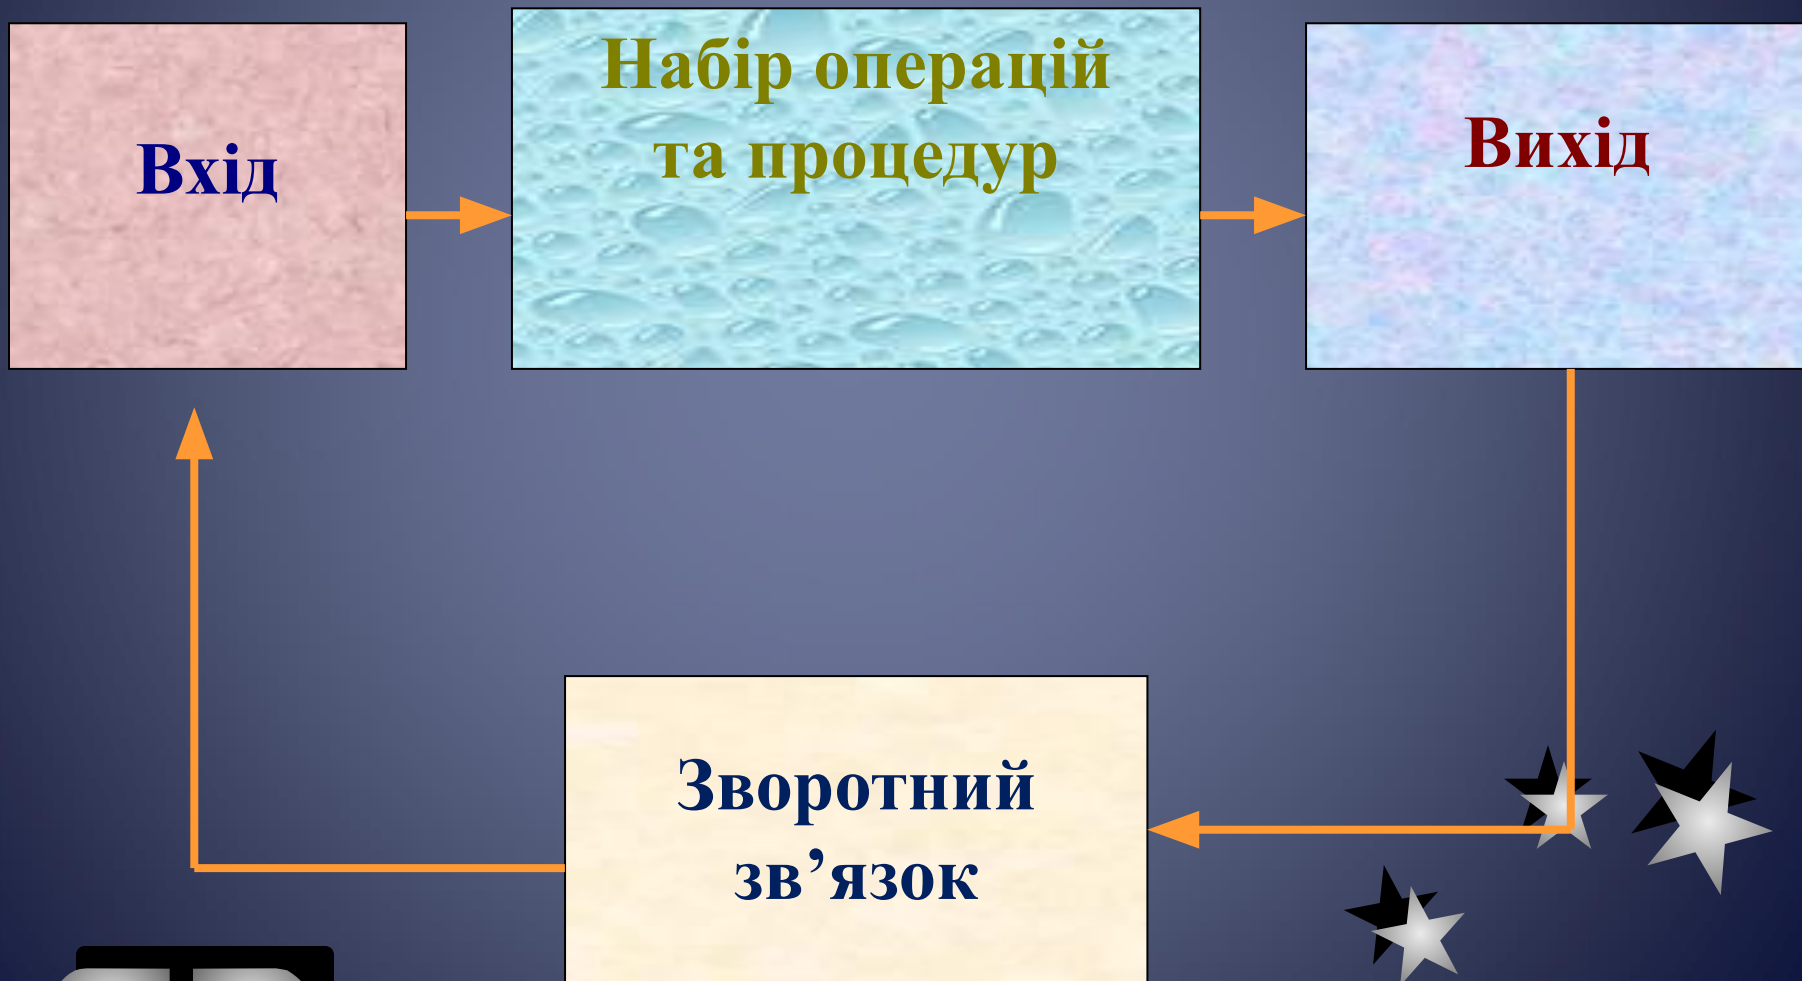 Вхід
Набір операцій
та процедур
Вихід
Зворотний
зв’язок